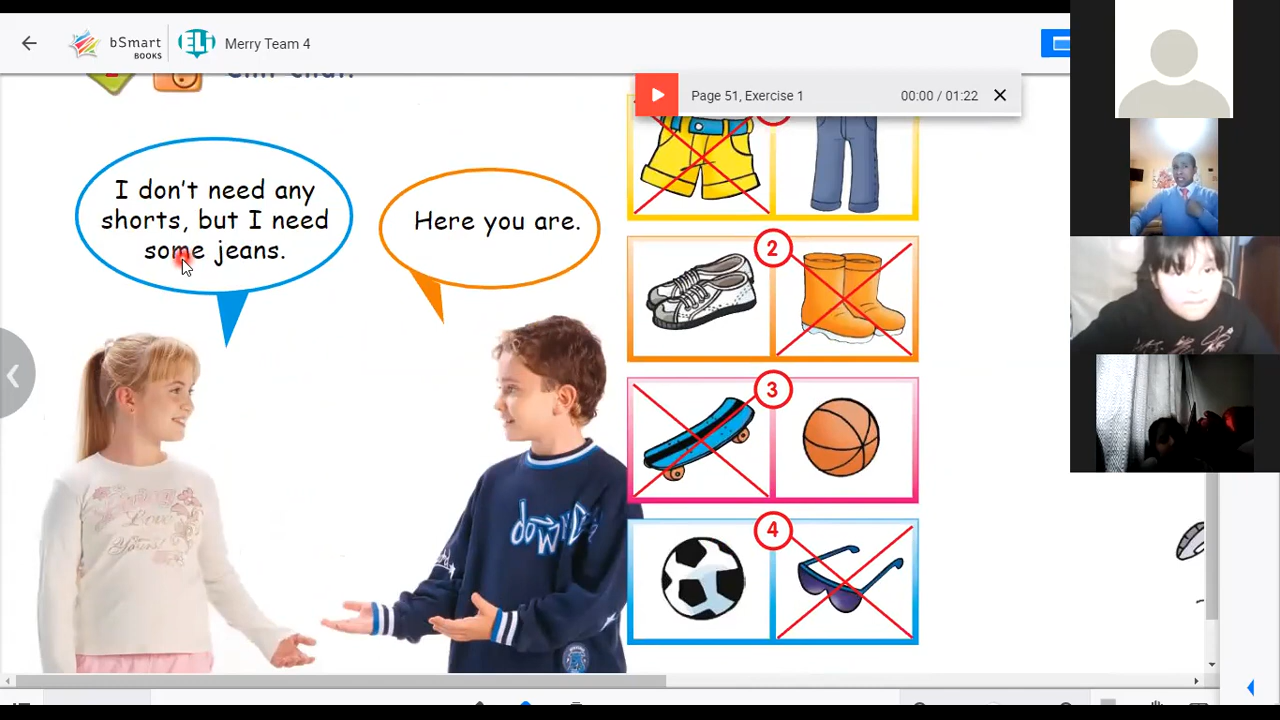 bSmart
BOOKS
ELi
Merry Team 4
Page 51, Exercise 1
00:00 / 01:22
I don't need any
shorts, but I need
some jeans.
Here you are.
2
3
4